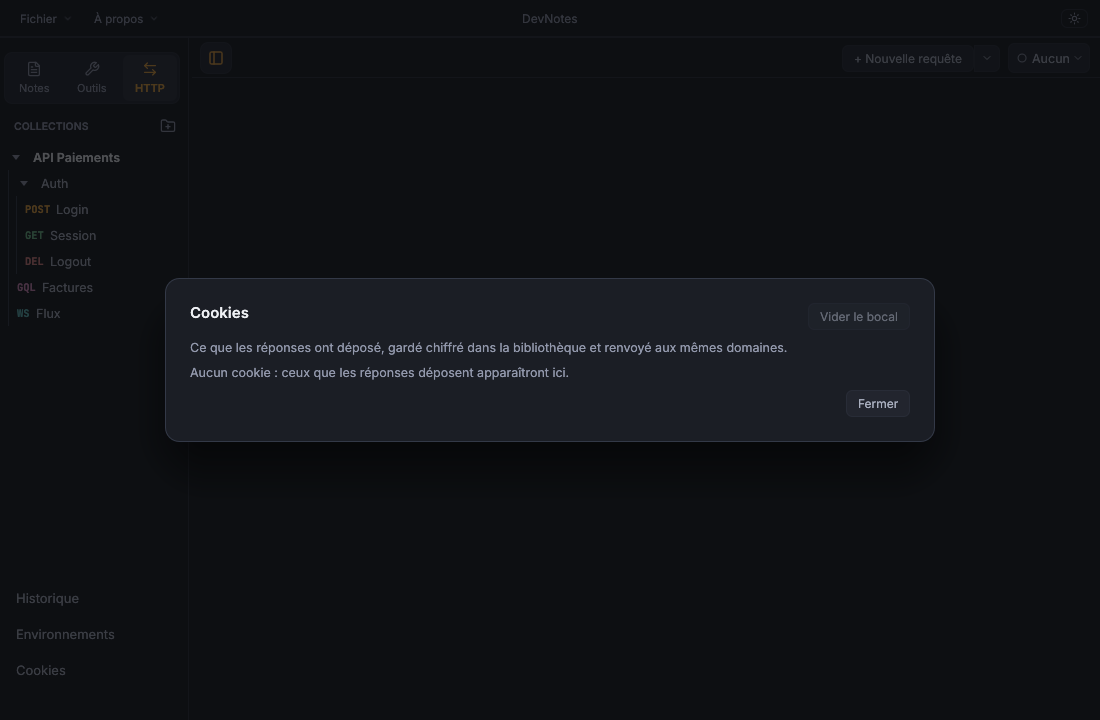 Fichier
À propos
DevNotes
Notes
Outils
HTTP
+ Nouvelle requête
Aucun
COLLECTIONS
API Paiements
Auth
POST Login
GET Session
DEL Logout
GQL Factures
WS Flux
Cookies
Vider le bocal
Ce que les réponses ont déposé, gardé chiffré dans la bibliothèque et renvoyé aux mêmes domaines.
Aucun cookie : ceux que les réponses déposent apparaîtront ici.
Fermer
Historique
Environnements
Cookies